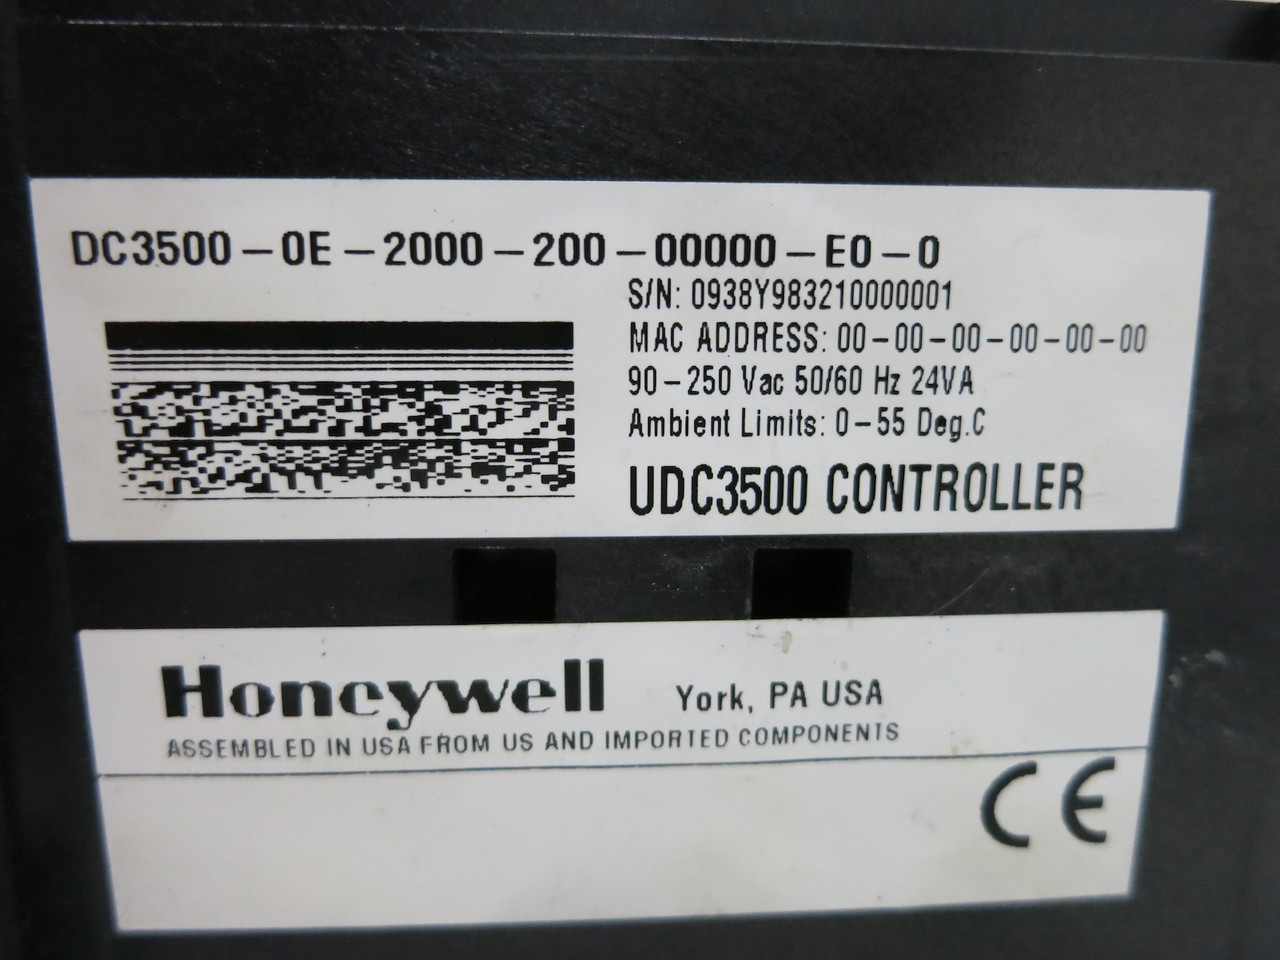 DC3500-0E-2000-200-00000-E0-0
S/N: 0938Y983210000001
MAC ADDRESS: 00-00-00-00-00-00
90-250 Vac 50/60 Hz 24VA
Ambient Limits: 0-55 Deg.C
UDC3500 CONTROLLER
Honeywell York, PA USA
ASSEMBLED IN USA FROM US AND IMPORTED COMPONENTS
CE